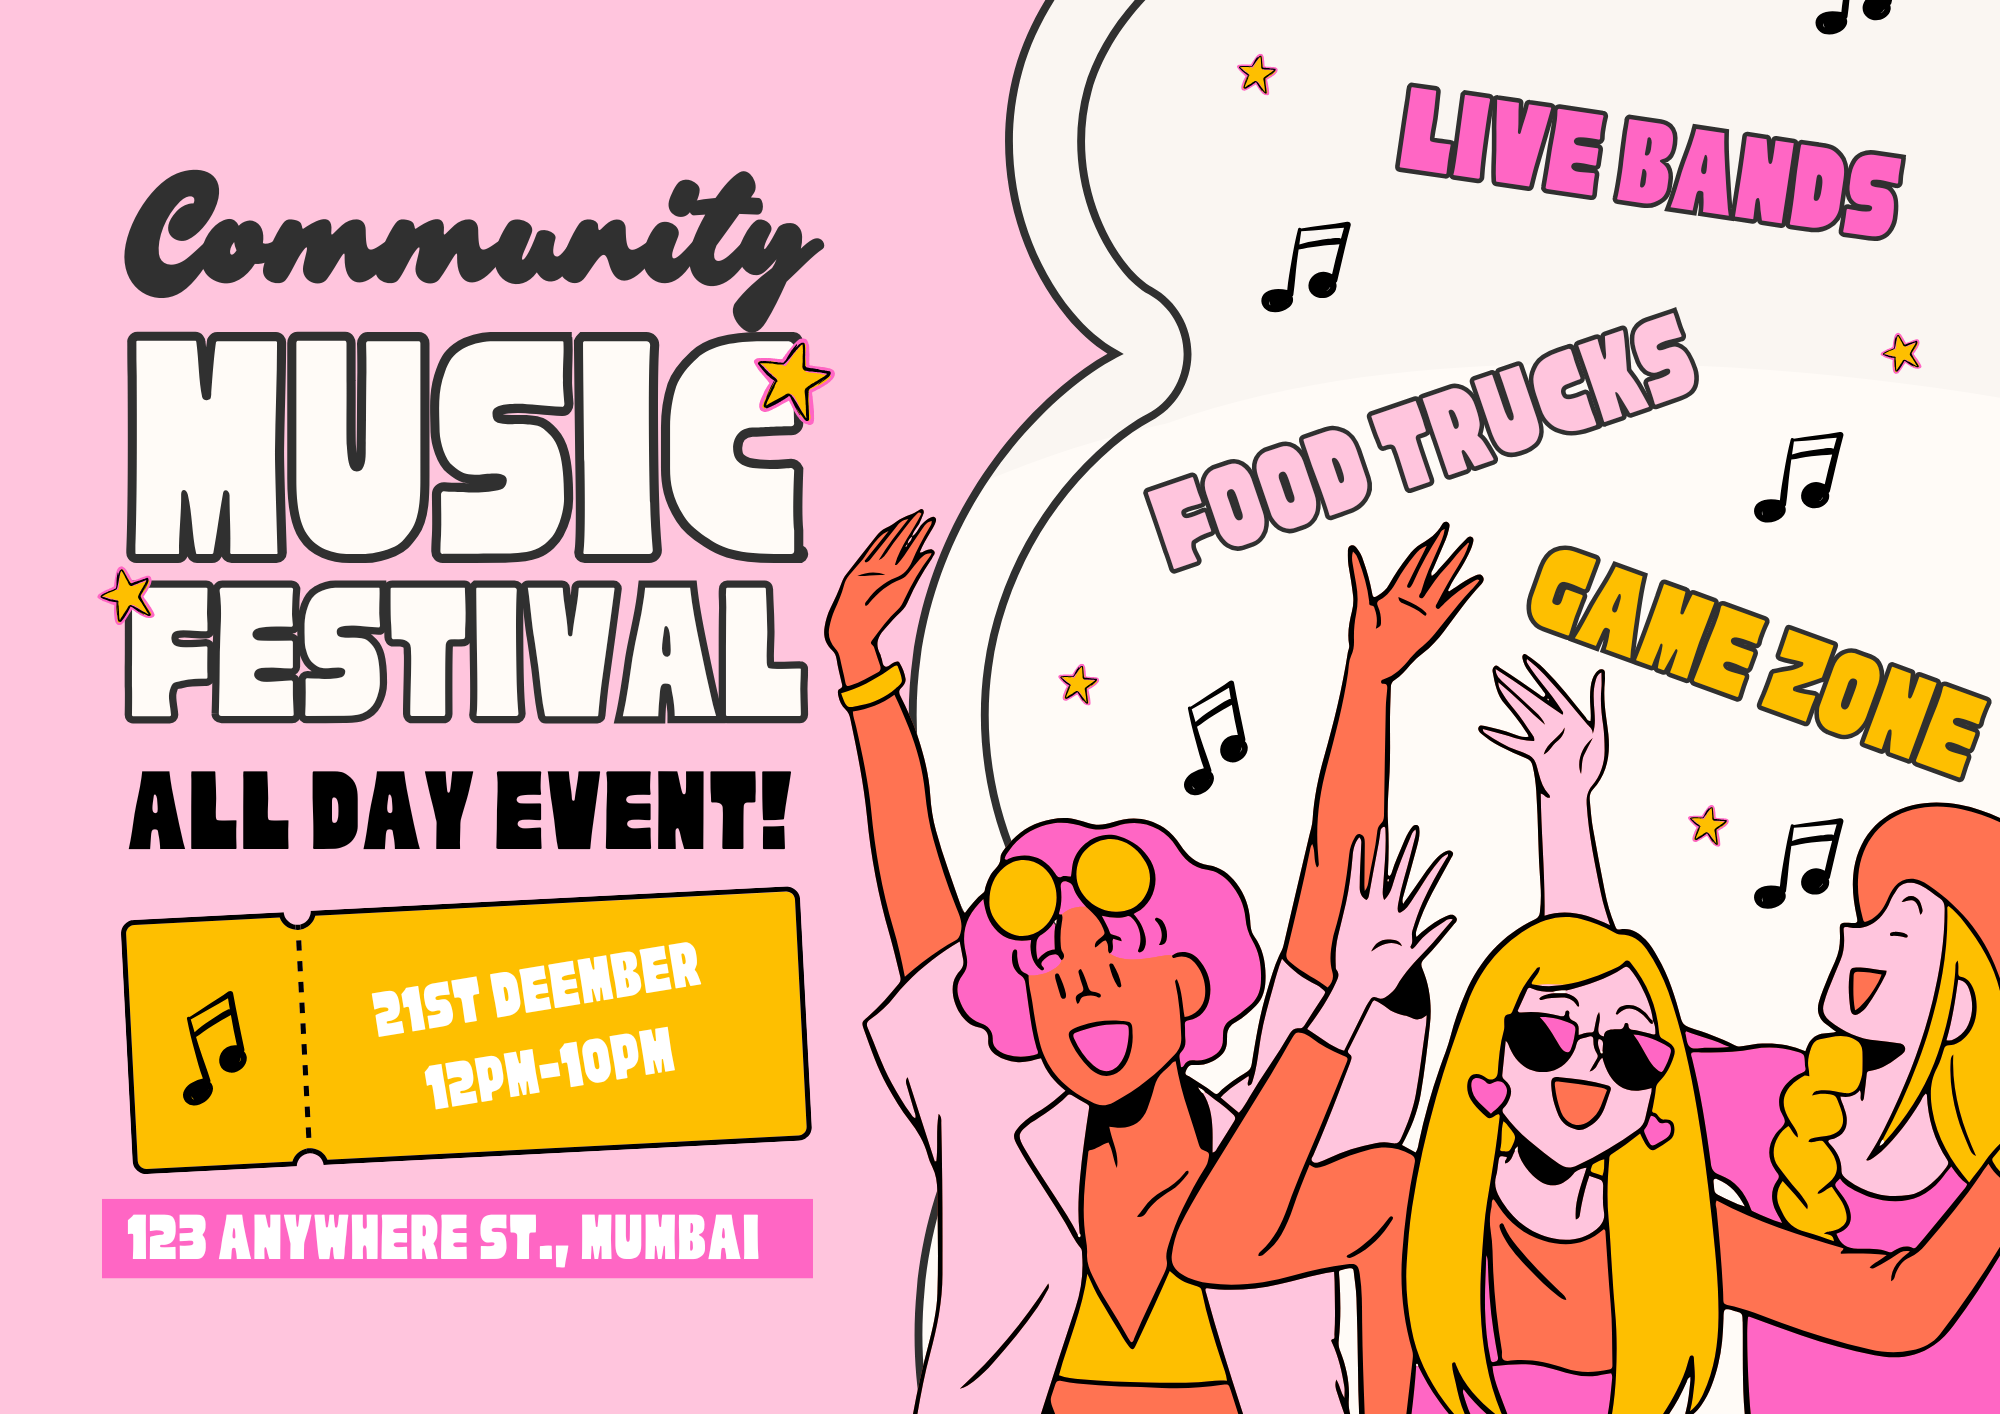 Community
MUSIC
FESTIVAL
ALL DAY EVENT!
21ST DEEMBER
12PM-10PM
123 ANYWHERE ST., MUMBAI
LIVE BANDS
FOOD TRUCKS
GAME ZONE